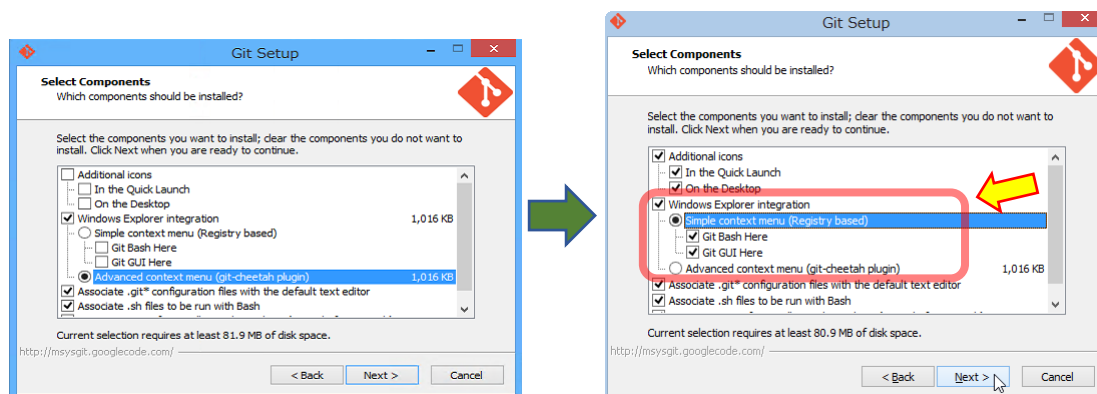 Git Setup
Select Components
Which components should be installed?
Select the components you want to install; clear the components you do not want to
install. Click Next when you are ready to continue.
Additional icons
In the Quick Launch
On the Desktop
Windows Explorer integration 1,016 KB
Simple context menu (Registry based)
Git Bash Here
Git GUI Here
Advanced context menu (git-cheetah plugin) 1,016 KB
Associate .git* configuration files with the default text editor
Associate .sh files to be run with Bash
Current selection requires at least 81.9 MB of disk space.
http://msysgit.googlecode.com/
< Back Next > Cancel
Git Setup
Select Components
Which components should be installed?
Select the components you want to install; clear the components you do not want to
install. Click Next when you are ready to continue.
Additional icons
In the Quick Launch
On the Desktop
Windows Explorer integration
Simple context menu (Registry based)
Git Bash Here
Git GUI Here
Advanced context menu (git-cheetah plugin) 1,016 KB
Associate .git* configuration files with the default text editor
Associate .sh files to be run with Bash
Current selection requires at least 80.9 MB of disk space.
http://msysgit.googlecode.com/
< Back Next > Cancel